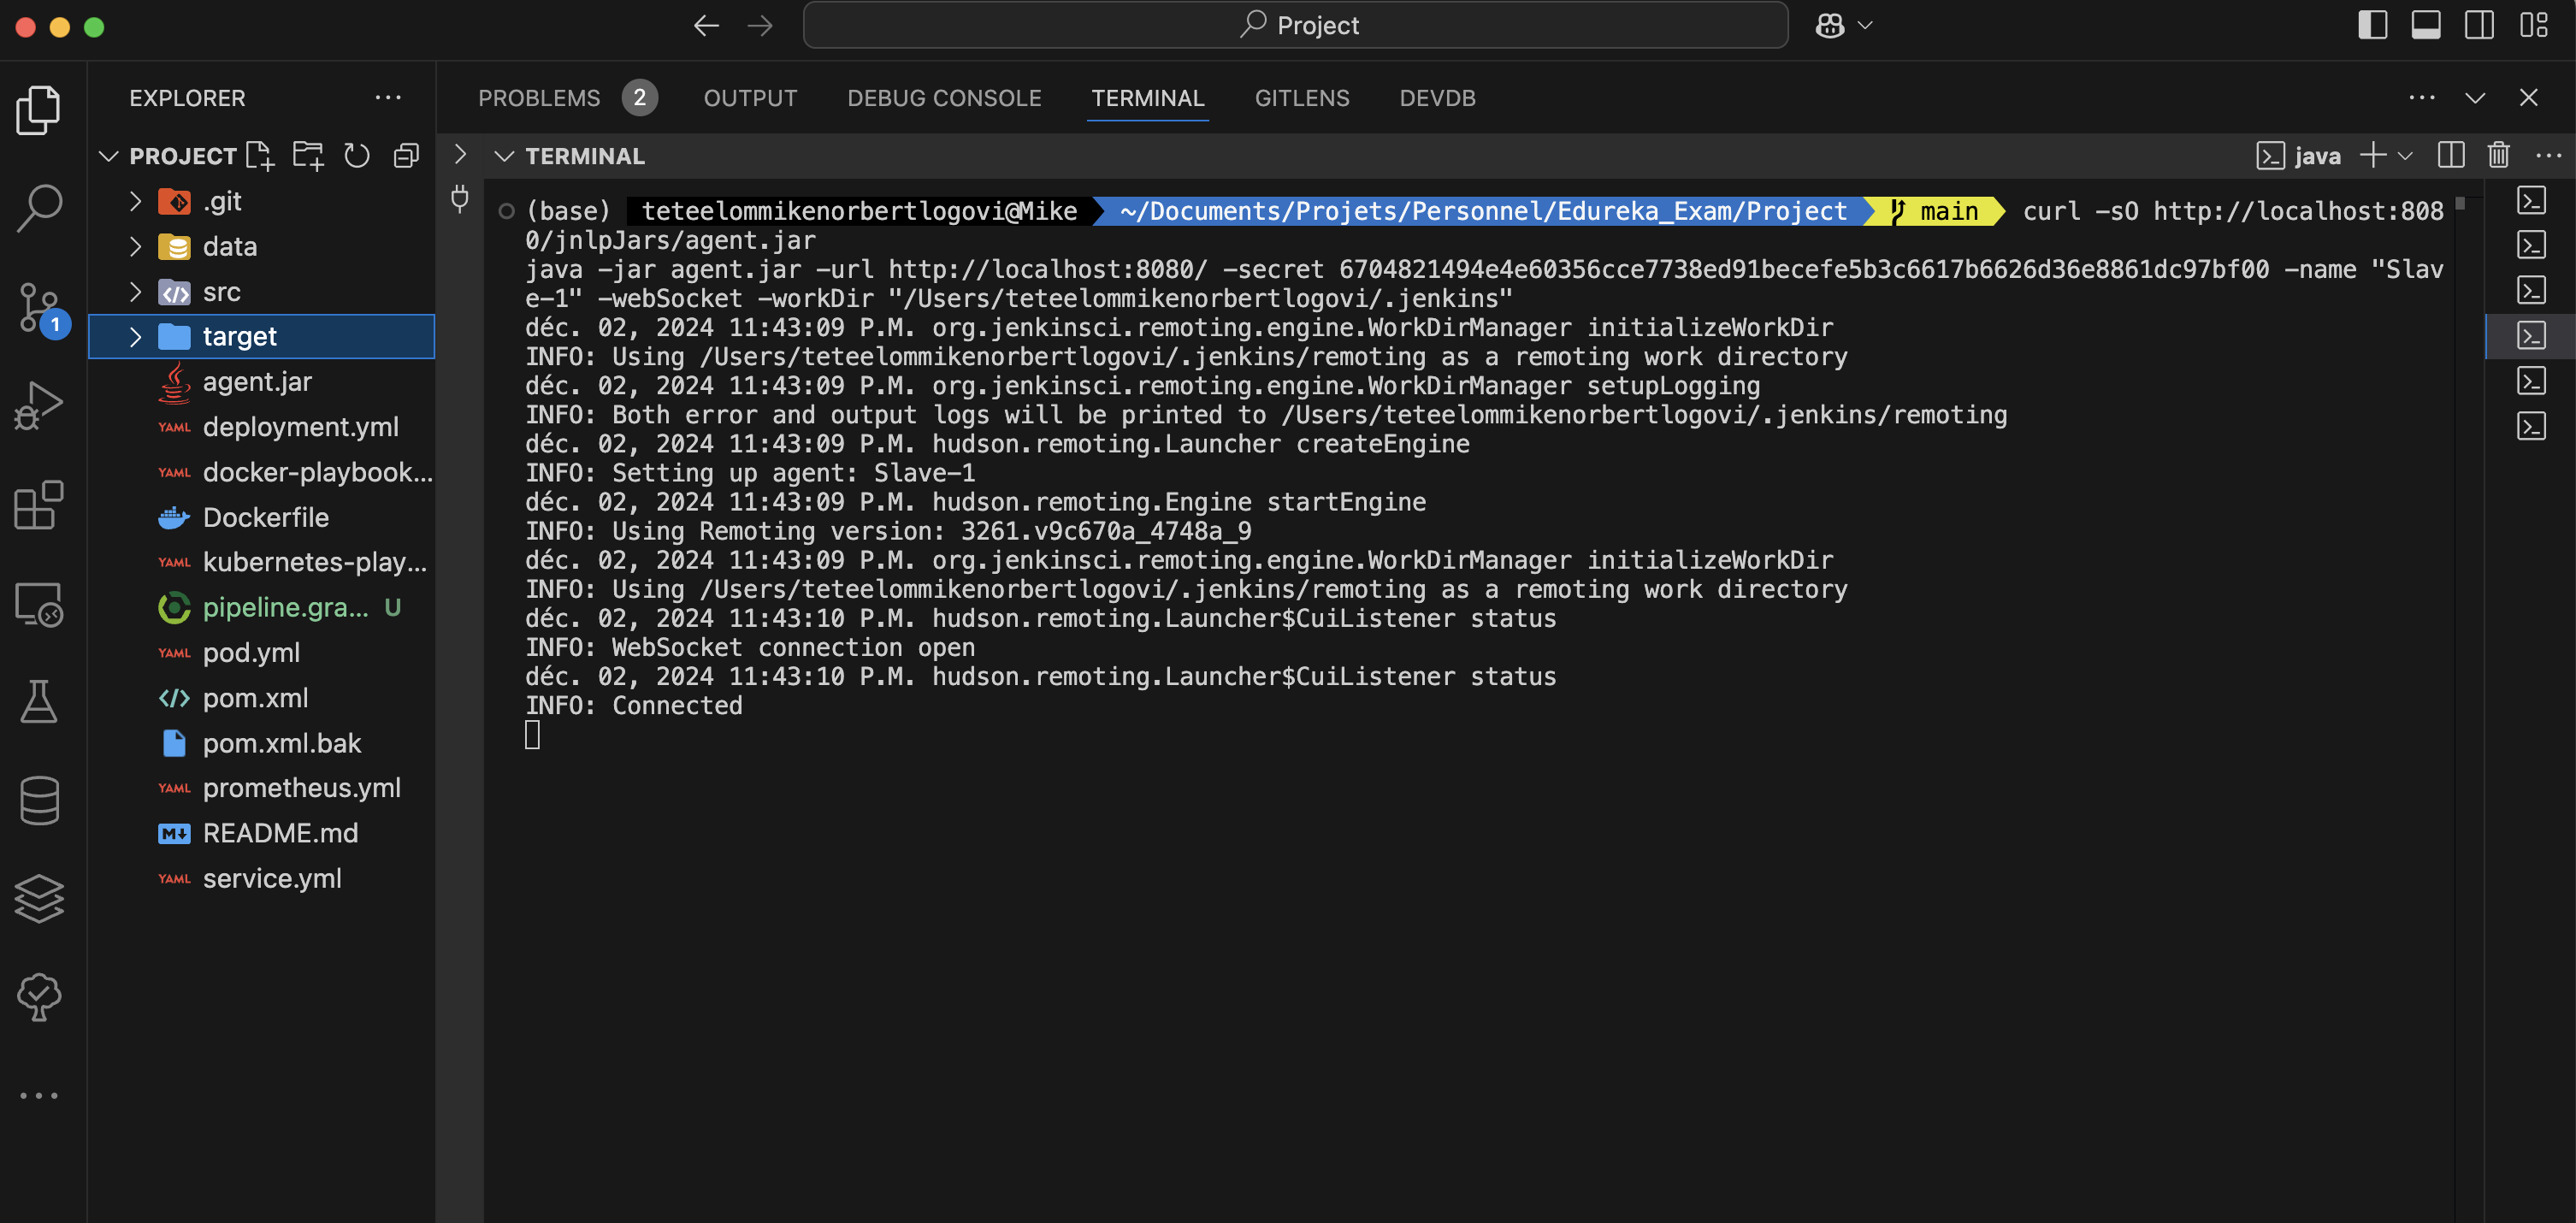 Project
EXPLORER
PROBLEMS 2 OUTPUT DEBUG CONSOLE TERMINAL GITLENS DEVDB
PROJECT
.git
data
src
target
agent.jar
YAML deployment.yml
YAML docker-playbook...
Dockerfile
YAML kubernetes-play...
pipeline.gra... U
YAML pod.yml
pom.xml
pom.xml.bak
YAML prometheus.yml
M README.md
YAML service.yml
1
TERMINAL
java
(base) teteelommikenorbertlogovi@Mike ~/Documents/Projets/Personnel/Edureka_Exam/Project main curl -sO http://localhost:808
0/jnlpJars/agent.jar
java -jar agent.jar -url http://localhost:8080/ -secret 6704821494e4e60356cce7738ed91becefe5b3c6617b6626d36e8861dc97bf00 -name "Slav
e-1" -webSocket -workDir "/Users/teteelommikenorbertlogovi/.jenkins"
déc. 02, 2024 11:43:09 P.M. org.jenkinsci.remoting.engine.WorkDirManager initializeWorkDir
INFO: Using /Users/teteelommikenorbertlogovi/.jenkins/remoting as a remoting work directory
déc. 02, 2024 11:43:09 P.M. org.jenkinsci.remoting.engine.WorkDirManager setupLogging
INFO: Both error and output logs will be printed to /Users/teteelommikenorbertlogovi/.jenkins/remoting
déc. 02, 2024 11:43:09 P.M. hudson.remoting.Launcher createEngine
INFO: Setting up agent: Slave-1
déc. 02, 2024 11:43:09 P.M. hudson.remoting.Engine startEngine
INFO: Using Remoting version: 3261.v9c670a_4748a_9
déc. 02, 2024 11:43:09 P.M. org.jenkinsci.remoting.engine.WorkDirManager initializeWorkDir
INFO: Using /Users/teteelommikenorbertlogovi/.jenkins/remoting as a remoting work directory
déc. 02, 2024 11:43:10 P.M. hudson.remoting.Launcher$CuiListener status
INFO: WebSocket connection open
déc. 02, 2024 11:43:10 P.M. hudson.remoting.Launcher$CuiListener status
INFO: Connected